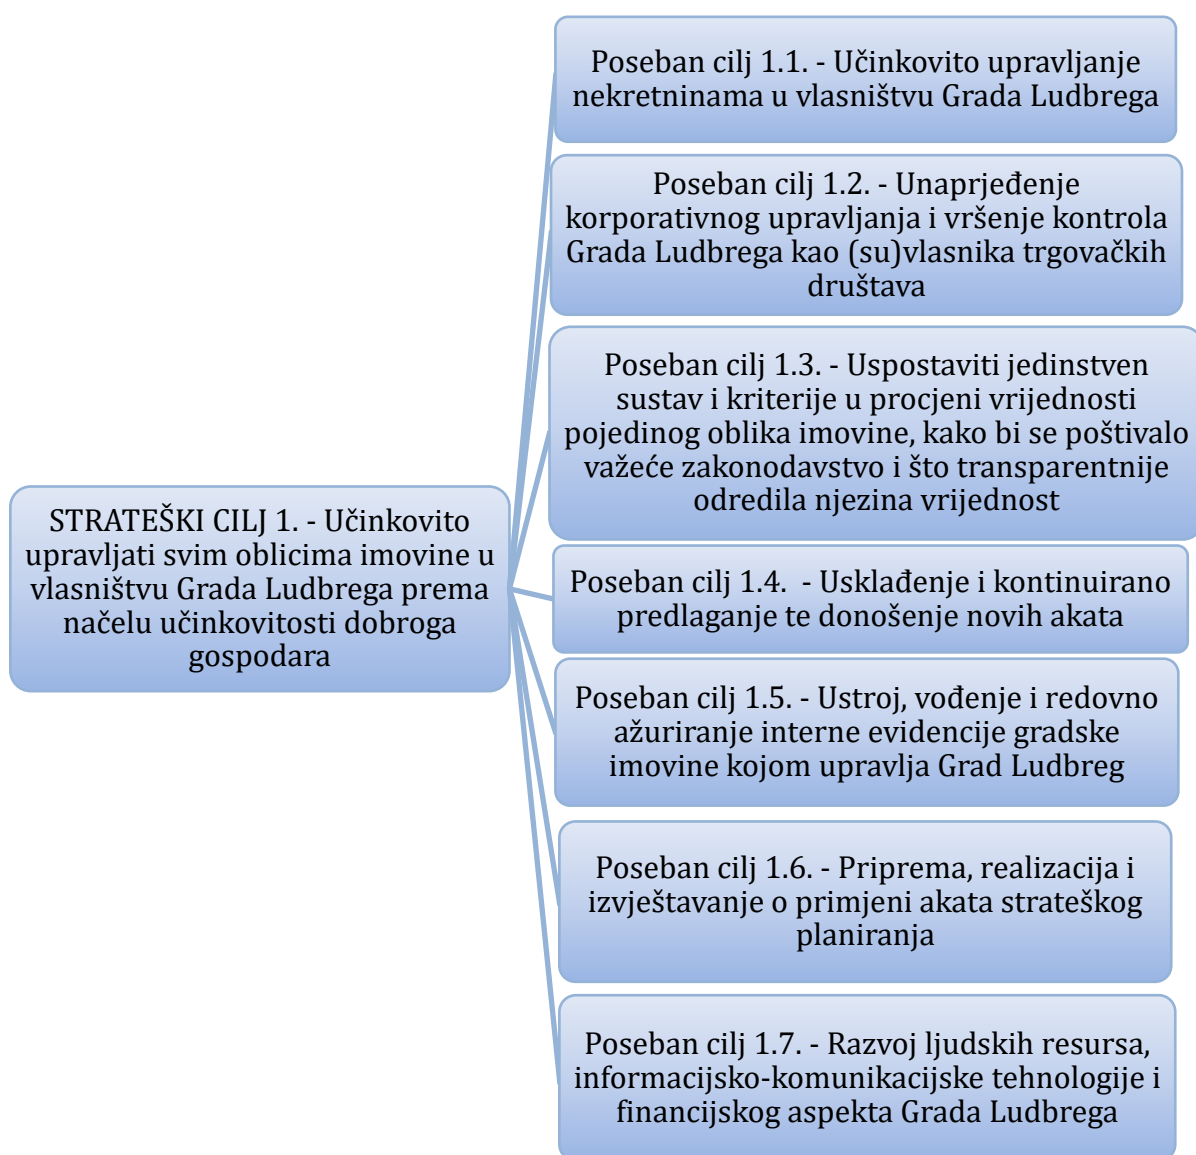 STRATEŠKI CILJ 1. - Učinkovito
upravljati svim oblicima imovine u
vlasništvu Grada Ludbrega prema
načelu učinkovitosti dobroga
gospodara
Poseban cilj 1.1. - Učinkovito upravljanje
nekretninama u vlasništvu Grada Ludbrega
Poseban cilj 1.2. - Unaprjeđenje
korporativnog upravljanja i vršenje kontrola
Grada Ludbrega kao (su)vlasnika trgovačkih
društava
Poseban cilj 1.3. - Uspostaviti jedinstven
sustav i kriterije u procjeni vrijednosti
pojedinog oblika imovine, kako bi se poštivalo
važeće zakonodavstvo i što transparentnije
odredila njezina vrijednost
Poseban cilj 1.4.  - Usklađenje i kontinuirano
predlaganje te donošenje novih akata
Poseban cilj 1.5. - Ustroj, vođenje i redovno
ažuriranje interne evidencije gradske
imovine kojom upravlja Grad Ludbreg
Poseban cilj 1.6. - Priprema, realizacija i
izvještavanje o primjeni akata strateškog
planiranja
Poseban cilj 1.7. - Razvoj ljudskih resursa,
informacijsko-komunikacijske tehnologije i
financijskog aspekta Grada Ludbrega